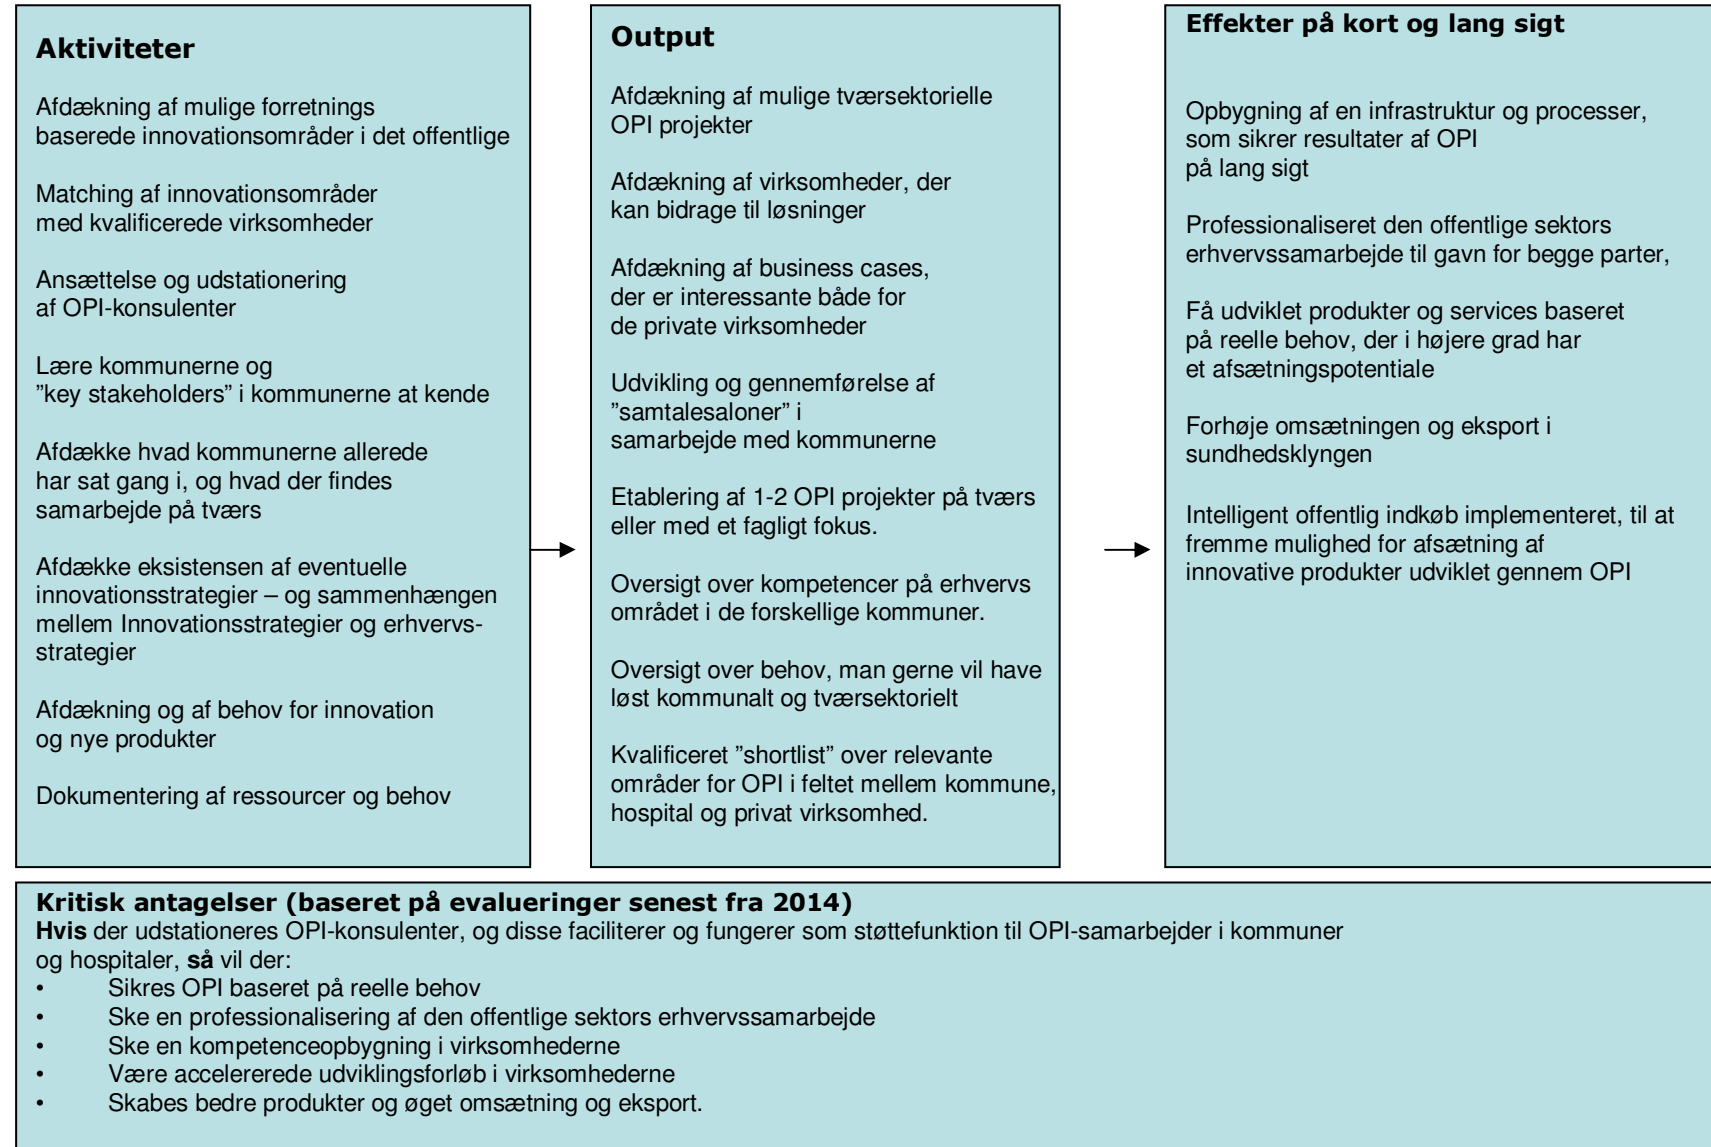 Aktiviteter
Afdækning af mulige forretnings
baserede innovationsområder i det offentlige
Matching af innovationsområder
med kvalificerede virksomheder
Ansættelse og udstationering
af OPI-konsulenter
Lære kommunerne og
”key stakeholders” i kommunerne at kende
Afdække hvad kommunerne allerede
har sat gang i, og hvad der findes
samarbejde på tværs
Afdække eksistensen af eventuelle
innovationsstrategier – og sammenhængen
mellem Innovationsstrategier og erhvervs-
strategier
Afdækning og af behov for innovation
og nye produkter
Dokumentering af ressourcer og behov
Output
Afdækning af mulige tværsektorielle
OPI projekter
Afdækning af virksomheder, der
kan bidrage til løsninger
Afdækning af business cases,
der er interessante både for
de private virksomheder
Udvikling og gennemførelse af
”samtalesaloner” i
samarbejde med kommunerne
Etablering af 1-2 OPI projekter på tværs
eller med et fagligt fokus.
Oversigt over kompetencer på erhvervs
området i de forskellige kommuner.
Oversigt over behov, man gerne vil have
løst kommunalt og tværsektorielt
Kvalificeret ”shortlist” over relevante
områder for OPI i feltet mellem kommune,
hospital og privat virksomhed.
Effekter på kort og lang sigt
Opbygning af en infrastruktur og processer,
som sikrer resultater af OPI
på lang sigt
Professionaliseret den offentlige sektors
erhvervssamarbejde til gavn for begge parter,
Få udviklet produkter og services baseret
på reelle behov, der i højere grad har
et afsætningspotentiale
Forhøje omsætningen og eksport i
sundhedsklyngen
Intelligent offentlig indkøb implementeret, til at
fremme mulighed for afsætning af
innovative produkter udviklet gennem OPI
Kritisk antagelser (baseret på evalueringer senest fra 2014)
Hvis der udstationeres OPI-konsulenter, og disse faciliterer og fungerer som støttefunktion til OPI-samarbejder i kommuner
og hospitaler, så vil der:
• Sikres OPI baseret på reelle behov
• Ske en professionalisering af den offentlige sektors erhvervssamarbejde
• Ske en kompetenceopbygning i virksomhederne
• Være accelererede udviklingsforløb i virksomhederne
• Skabes bedre produkter og øget omsætning og eksport.